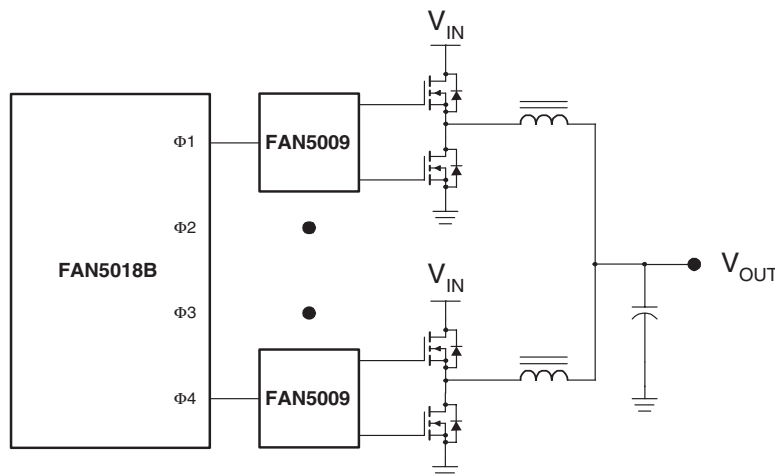 V_IN
Φ1
FAN5009
Φ2
FAN5018B
V_IN
V_OUT
Φ3
Φ4
FAN5009